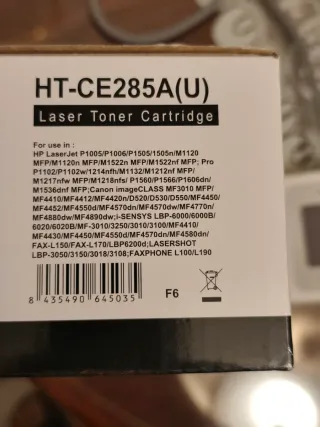 HT-CE285A(U)
Laser Toner Cartridge
For use in :
HP LaserJet P1005/P1006/P1505/1505n/M1120
MFP/M1120n MFP/M1522n MFP/M1522nf MFP; Pro
P1102/P1102w/1214nfh/M1132/M1212nf MFP/
M1217nfw MFP/M1218nfs/ P1560/P1566/P1606dn/
M1536dnf MFP;Canon imageCLASS MF3010 MFP/
MF4410/MF4412/MF4420n/D520/D530/D550/MF4450/
MF4452/MF4550d/MF4570dn/MF4570dw/MF4770n/
MF4880dw/MF4890dw;i-SENSYS LBP-6000/6000B/
6020/6020B/MF-3010/3250/3010/3100/MF4410/
MF4430/MF4450/MF4550d/MF4570dn/MF4580dn/
FAX-L150/FAX-L170/LBP6200d;LASERSHOT
LBP-3050/3150/3018/3108;FAXPHONE L100/L190
8 435490 645035
F6